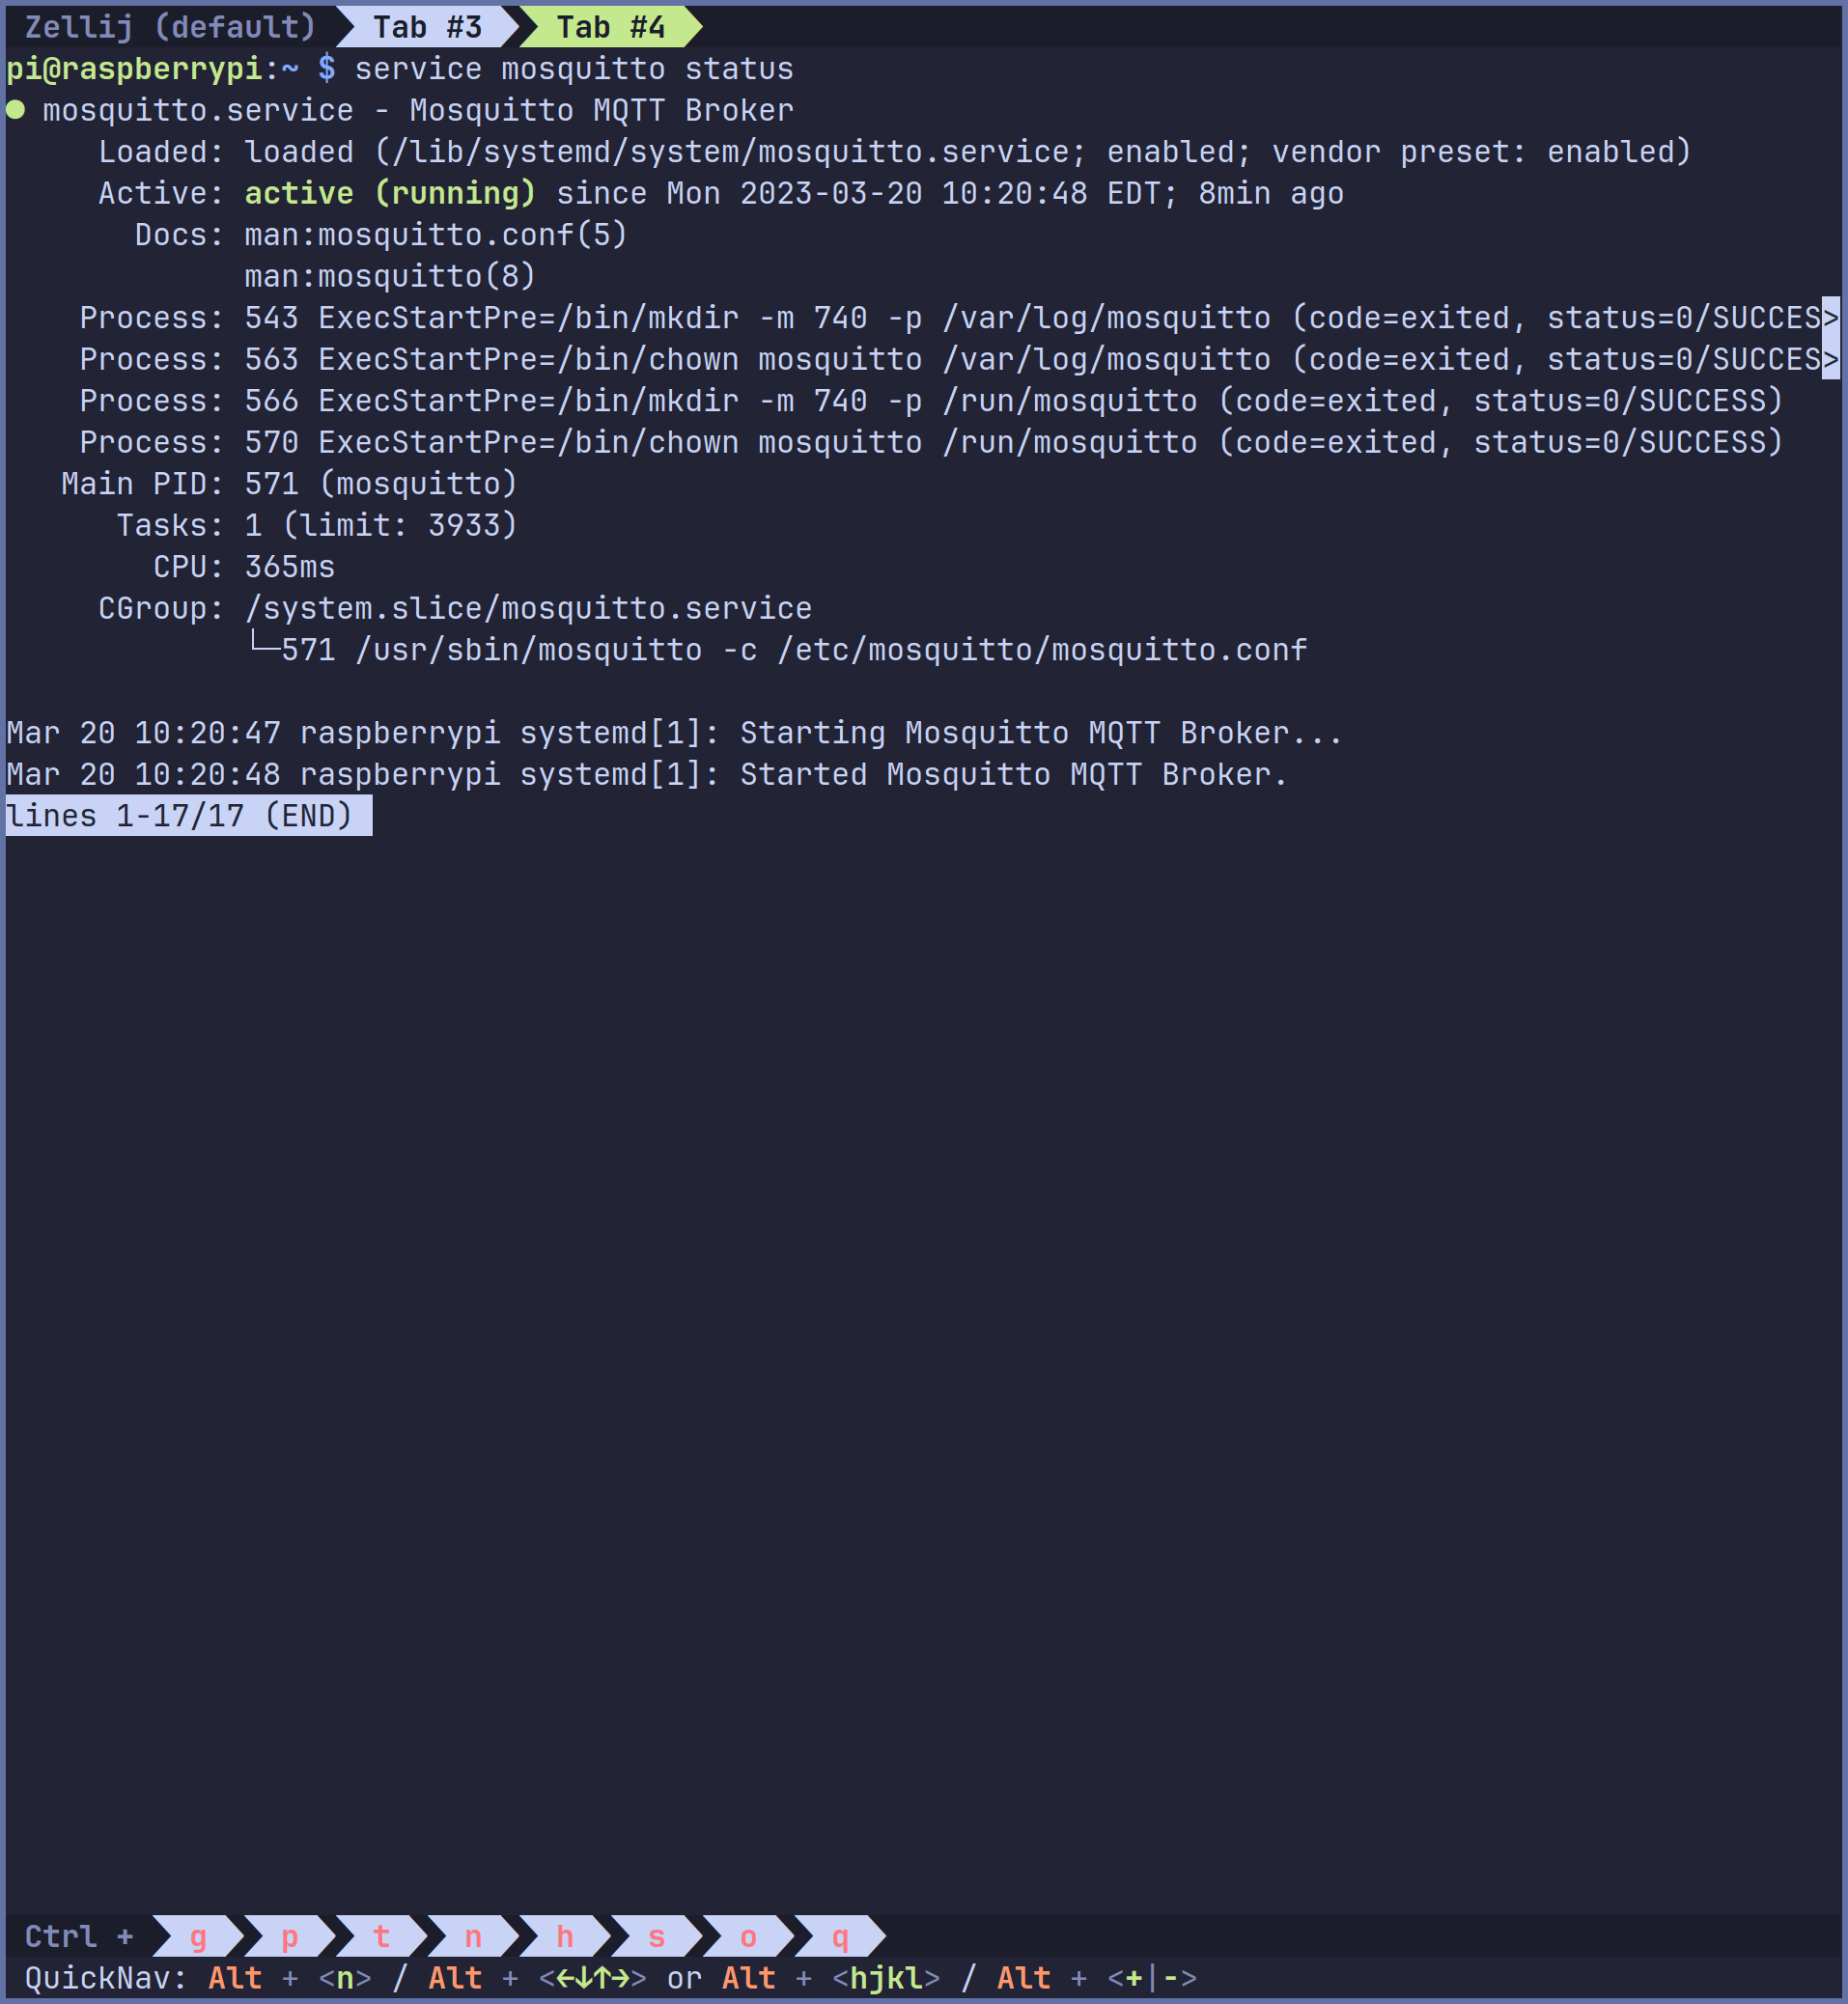 Zellij (default) Tab #3 Tab #4
pi@raspberrypi:~ $ service mosquitto status
● mosquitto.service - Mosquitto MQTT Broker
     Loaded: loaded (/lib/systemd/system/mosquitto.service; enabled; vendor preset: enabled)
     Active: active (running) since Mon 2023-03-20 10:20:48 EDT; 8min ago
       Docs: man:mosquitto.conf(5)
             man:mosquitto(8)
    Process: 543 ExecStartPre=/bin/mkdir -m 740 -p /var/log/mosquitto (code=exited, status=0/SUCCES>
    Process: 563 ExecStartPre=/bin/chown mosquitto /var/log/mosquitto (code=exited, status=0/SUCCES>
    Process: 566 ExecStartPre=/bin/mkdir -m 740 -p /run/mosquitto (code=exited, status=0/SUCCESS)
    Process: 570 ExecStartPre=/bin/chown mosquitto /run/mosquitto (code=exited, status=0/SUCCESS)
   Main PID: 571 (mosquitto)
      Tasks: 1 (limit: 3933)
        CPU: 365ms
     CGroup: /system.slice/mosquitto.service
             └─571 /usr/sbin/mosquitto -c /etc/mosquitto/mosquitto.conf

Mar 20 10:20:47 raspberrypi systemd[1]: Starting Mosquitto MQTT Broker...
Mar 20 10:20:48 raspberrypi systemd[1]: Started Mosquitto MQTT Broker.
lines 1-17/17 (END)
Ctrl + g p t n h s o q
QuickNav: Alt + <n> / Alt + <←↓↑→> or Alt + <hjkl> / Alt + <+|->